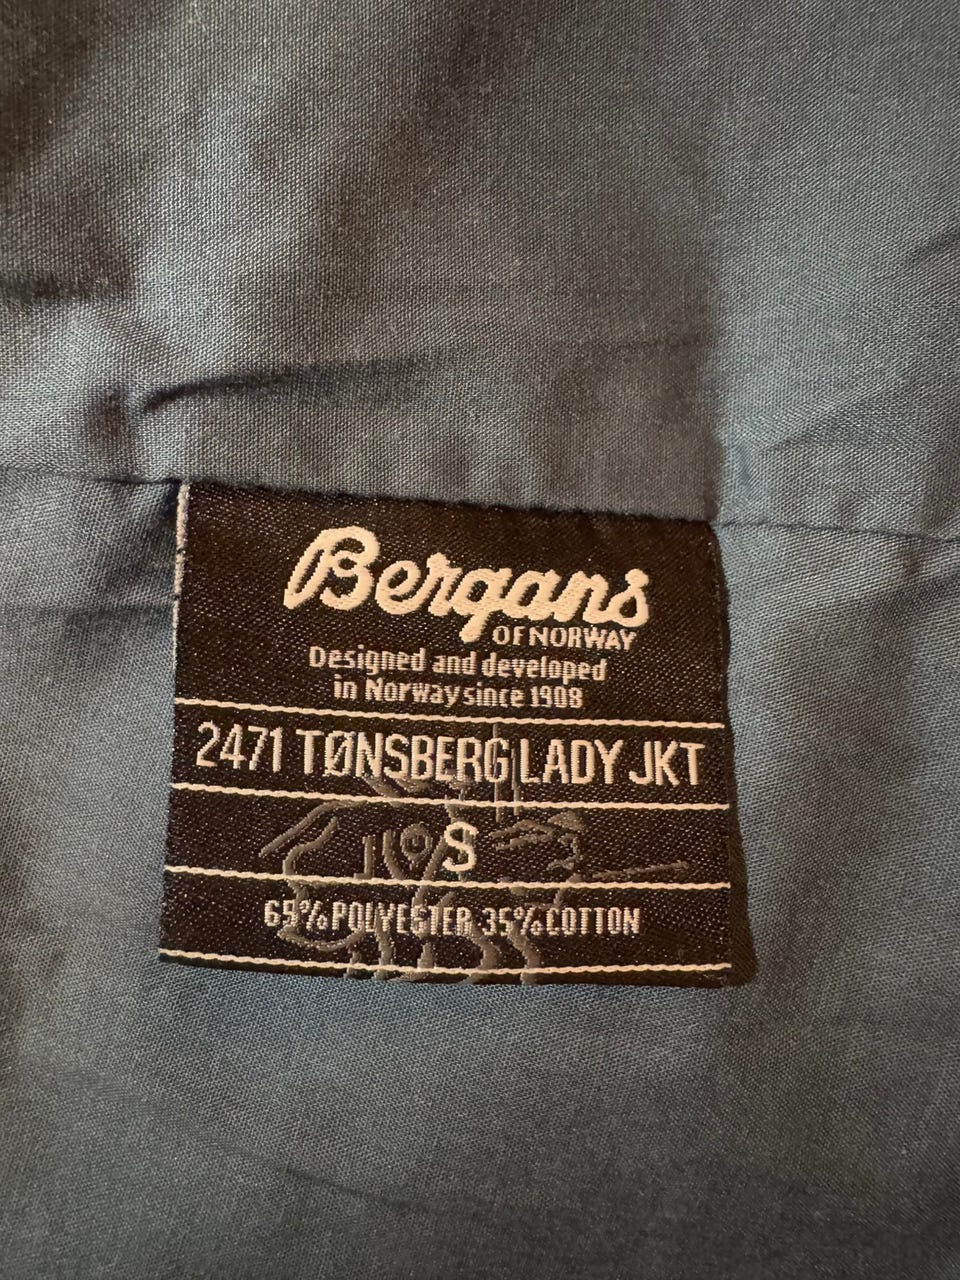 Bergans
OF NORWAY
Designed and developed
in Norway since 1908
2471 TØNSBERG LADY JKT
S
65% POLYESTER 35% COTTON